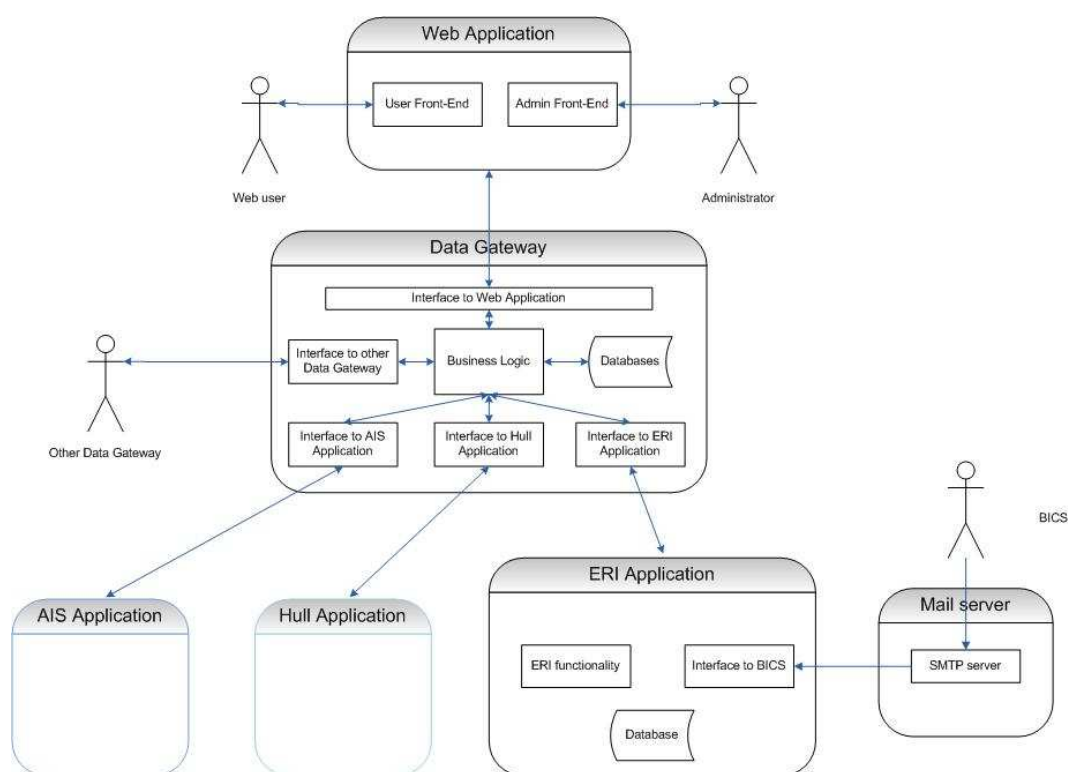 Web Application
User Front-End
Admin Front-End
Web user
Administrator
Data Gateway
Interface to Web Application
Interface to other
Data Gateway
Business Logic
Databases
Other Data Gateway
Interface to AIS
Application
Interface to Hull
Application
Interface to ERI
Application
BICS
AIS Application
Hull Application
ERI Application
Mail server
ERI functionality
Interface to BICS
SMTP server
Database